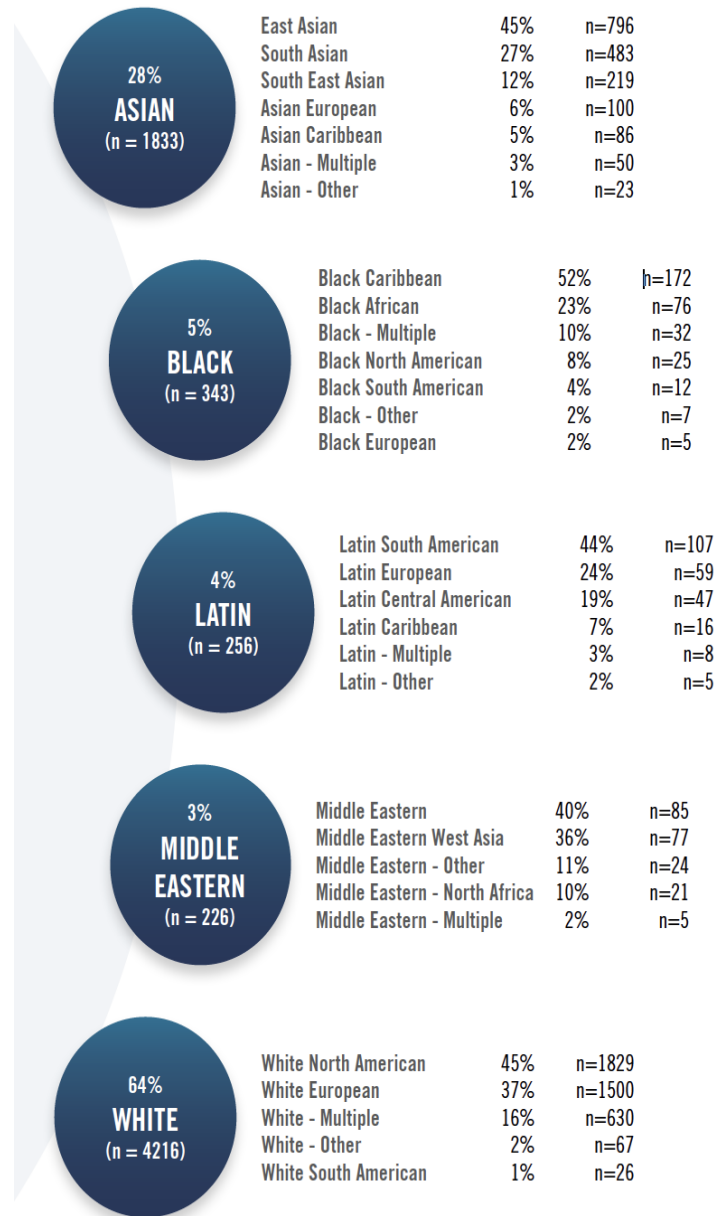 28%
ASIAN
(n = 1833)
East Asian 45% n=796
South Asian 27% n=483
South East Asian 12% n=219
Asian European 6% n=100
Asian Caribbean 5% n=86
Asian - Multiple 3% n=50
Asian - Other 1% n=23
5%
BLACK
(n = 343)
Black Caribbean 52% n=172
Black African 23% n=76
Black - Multiple 10% n=32
Black North American 8% n=25
Black South American 4% n=12
Black - Other 2% n=7
Black European 2% n=5
4%
LATIN
(n = 256)
Latin South American 44% n=107
Latin European 24% n=59
Latin Central American 19% n=47
Latin Caribbean 7% n=16
Latin - Multiple 3% n=8
Latin - Other 2% n=5
3%
MIDDLE
EASTERN
(n = 226)
Middle Eastern 40% n=85
Middle Eastern West Asia 36% n=77
Middle Eastern - Other 11% n=24
Middle Eastern - North Africa 10% n=21
Middle Eastern - Multiple 2% n=5
64%
WHITE
(n = 4216)
White North American 45% n=1829
White European 37% n=1500
White - Multiple 16% n=630
White - Other 2% n=67
White South American 1% n=26